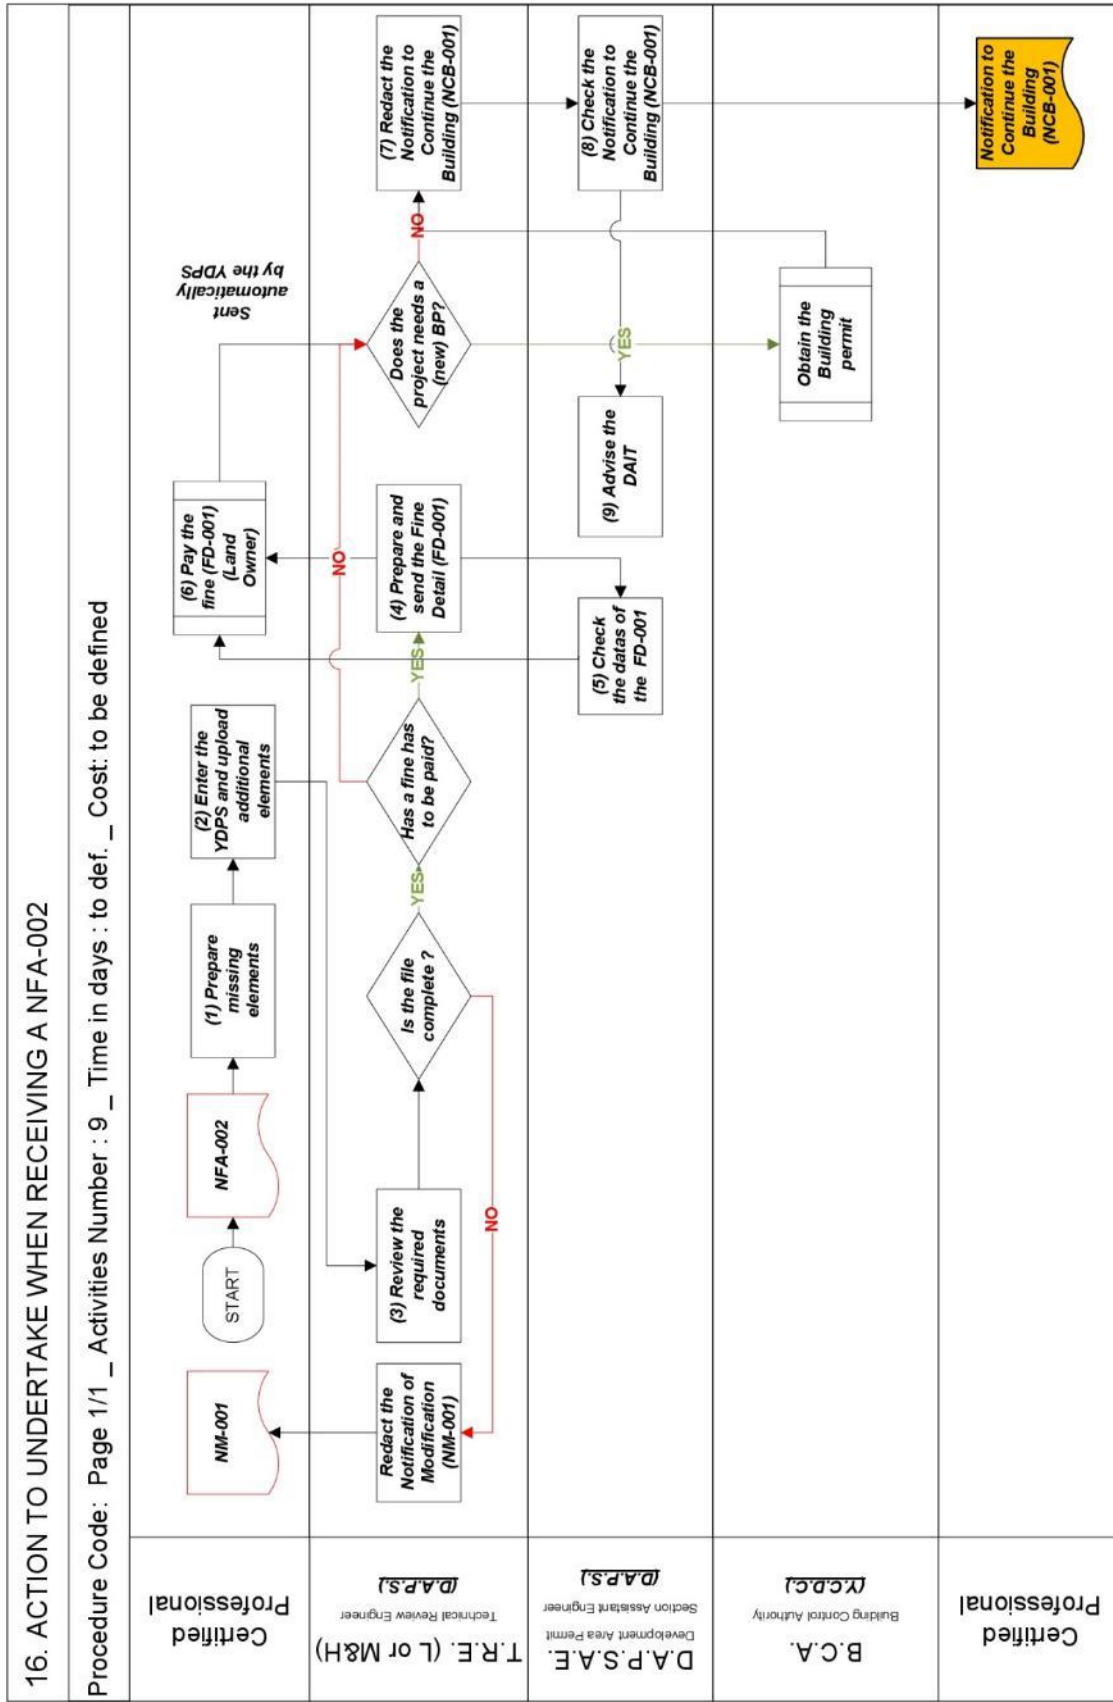 16. ACTION TO UNDERTAKE WHEN RECEIVING A NFA-002
Procedure Code: Page 1/1 _ Activities Number : 9 _ Time in days : to def. _ Cost: to be defined
Certified
Professional
NM-001
START
NFA-002
(1) Prepare
missing
elements
(2) Enter the
YDPS and upload
additional
elements
(6) Pay the
fine (FD-001)
(Land
Owner)
Sent
automatically
by the YDPS
T.R.E. (L or M&H)
Technical Review Engineer
(D.A.P.S.)
Redact the
Notification of
Modification
(NM-001)
(3) Review the
required
documents
NO
Is the file
complete ?
YES
Has a fine has
to be paid?
YES
NO
(4) Prepare and
send the Fine
Detail (FD-001)
Does the
project needs a
(new) BP?
NO
(7) Redact the
Notification to
Continue the
Building (NCB-001)
D.A.P.S.A.E.
Development Area Permit
Section Assistant Engineer
(D.A.P.S.)
(5) Check
the datas of
the FD-001
(9) Advise the
DAIT
YES
(8) Check the
Notification to
Continue the
Building (NCB-001)
B.C.A.
Building Control Authority
(Y.C.D.C.)
Obtain the
Building
permit
Certified
Professional
Notification to
Continue the
Building
(NCB-001)